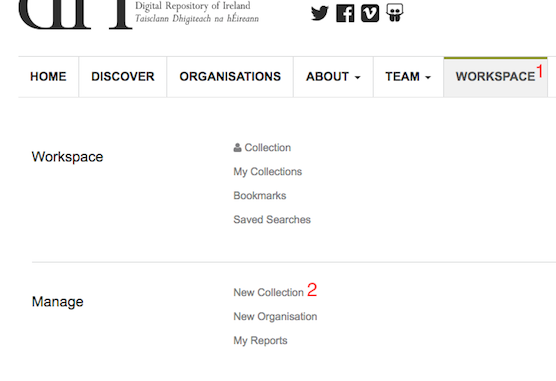 dri
Digital Repository of Ireland
Taisclann Dhigiteach na hÉireann
HOME DISCOVER ORGANISATIONS ABOUT TEAM WORKSPACE 1
Workspace
Collection
My Collections
Bookmarks
Saved Searches
Manage
New Collection 2
New Organisation
My Reports